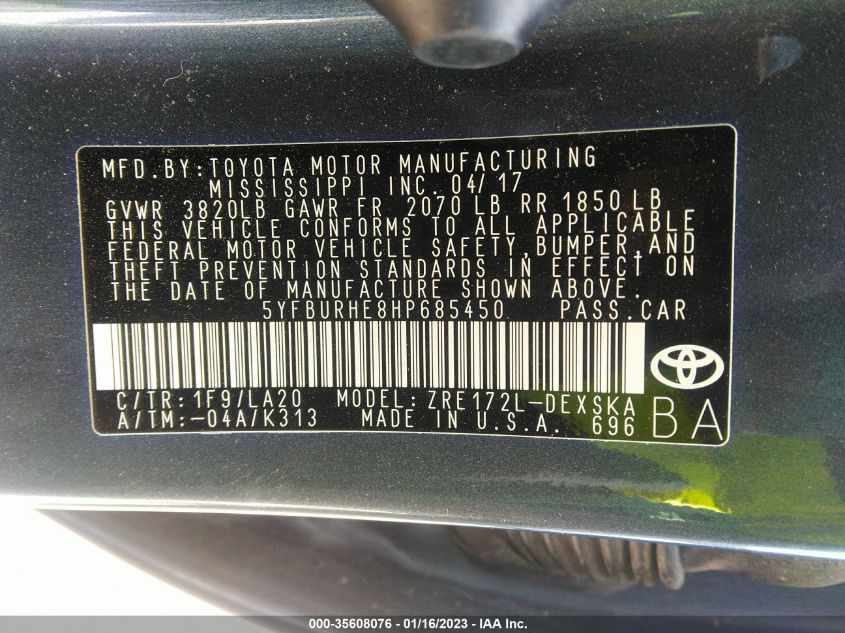 MFD.BY:TOYOTA MOTOR MANUFACTURING
MISSISSIPPI INC. 04/17
GVWR 3820LB GAWR FR 2070 LB RR 1850 LB
THIS VEHICLE CONFORMS TO ALL APPLICABLE
FEDERAL MOTOR VEHICLE SAFETY,BUMPER,AND
THEFT PREVENTION STANDARDS IN EFFECT ON
THE DATE OF MANUFACTURE SHOWN ABOVE.
5YFBURHE8HP685450 PASS.CAR
C/TR:1F9/LA20 MODEL:ZRE172L-DEXSKA
A/TM:-04A/K313 MADE IN U.S.A. 696
BA
000-35608076 - 01/16/2023 - IAA Inc.